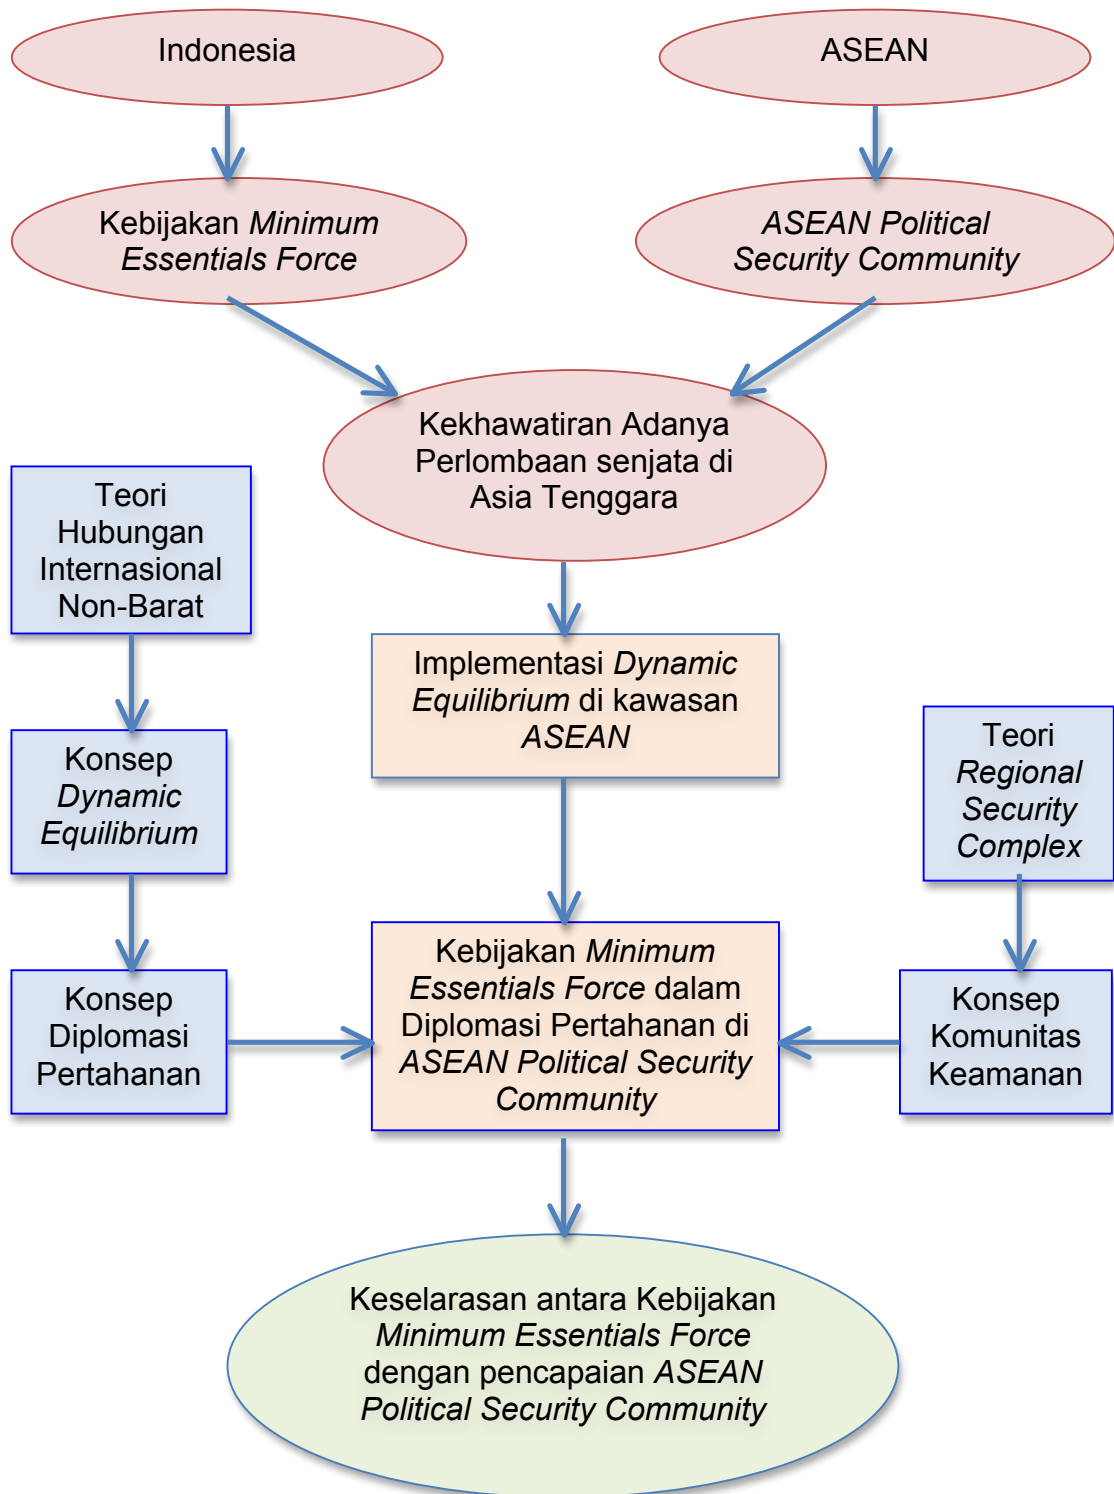 Indonesia
ASEAN
Kebijakan Minimum
Essentials Force
ASEAN Political
Security Community
Kekhawatiran Adanya
Perlombaan senjata di
Asia Tenggara
Teori
Hubungan
Internasional
Non-Barat
Implementasi Dynamic
Equilibrium di kawasan
ASEAN
Konsep
Dynamic
Equilibrium
Teori
Regional
Security
Complex
Konsep
Diplomasi
Pertahanan
Kebijakan Minimum
Essentials Force dalam
Diplomasi Pertahanan di
ASEAN Political Security
Community
Konsep
Komunitas
Keamanan
Keselarasan antara Kebijakan
Minimum Essentials Force
dengan pencapaian ASEAN
Political Security Community